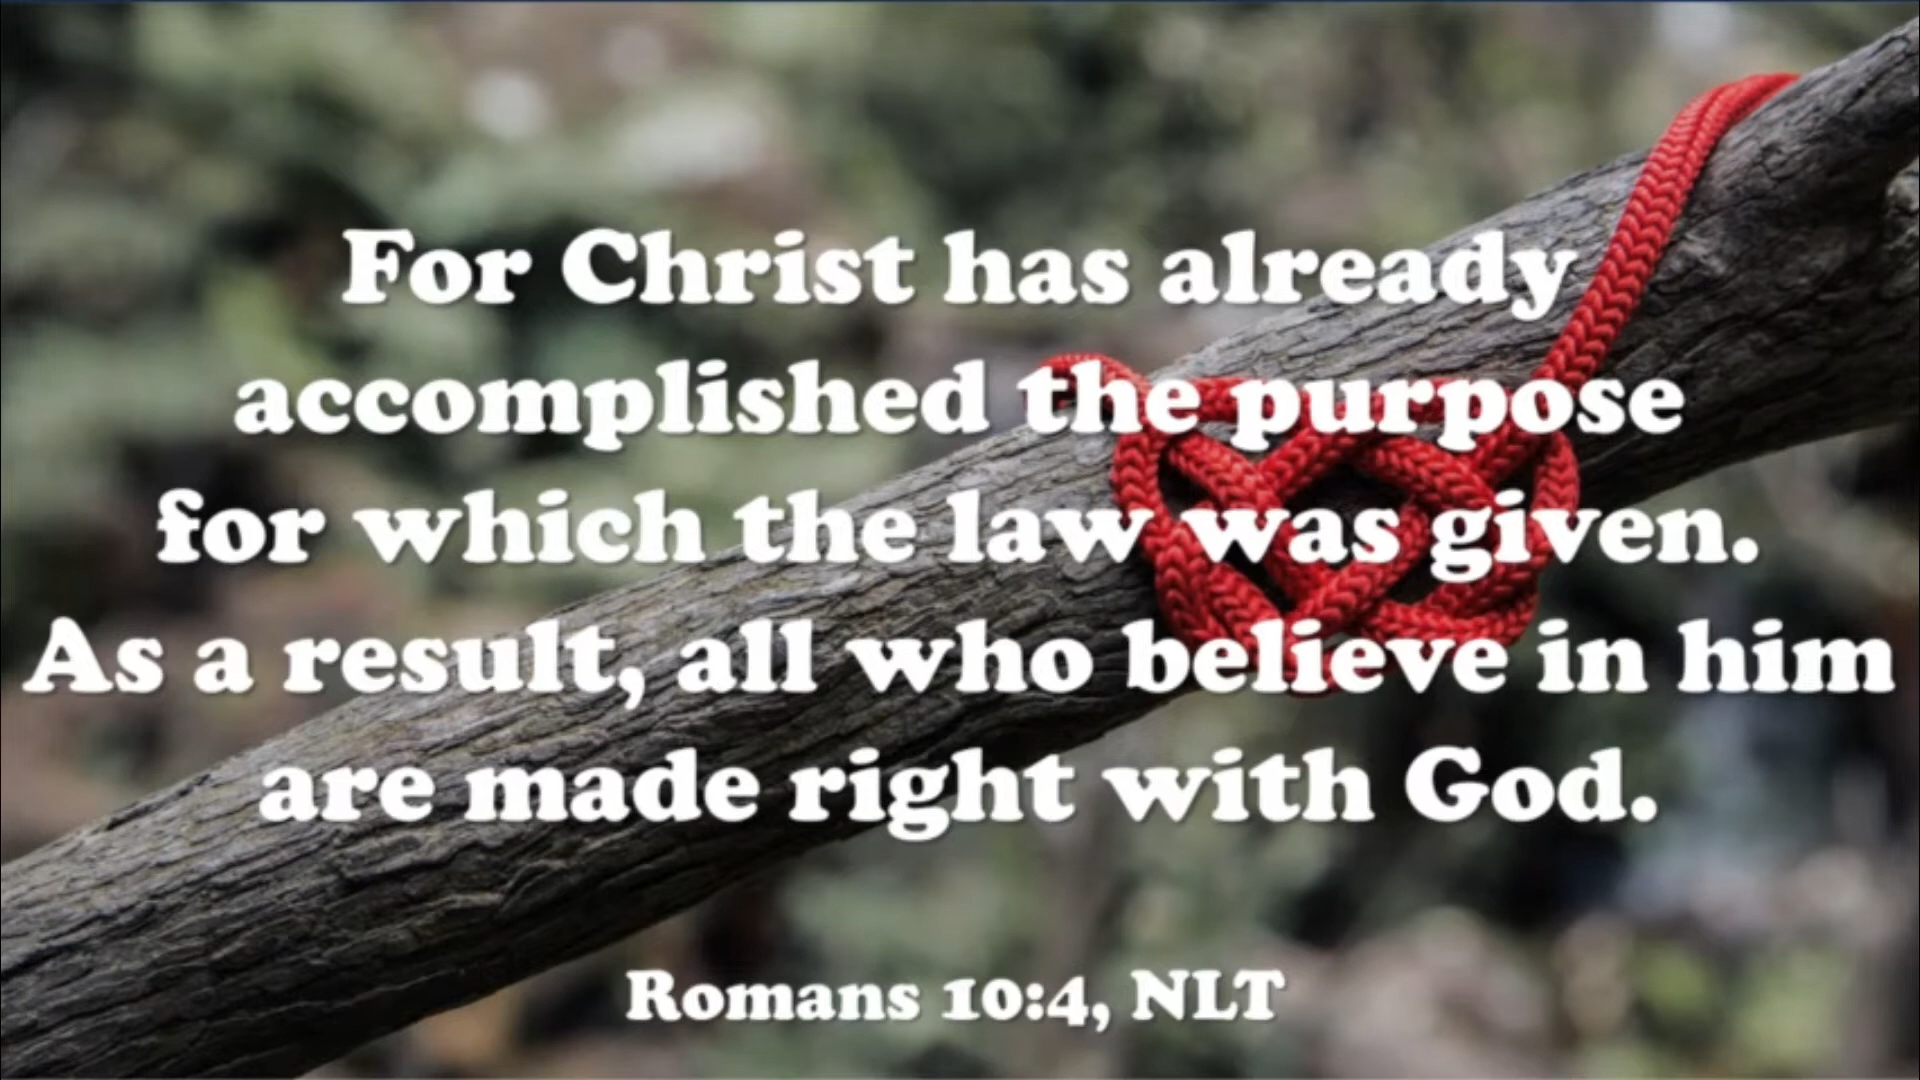 For Christ has already
accomplished the purpose
for which the law was given.
As a result, all who believe in him
are made right with God.
Romans 10:4, NLT